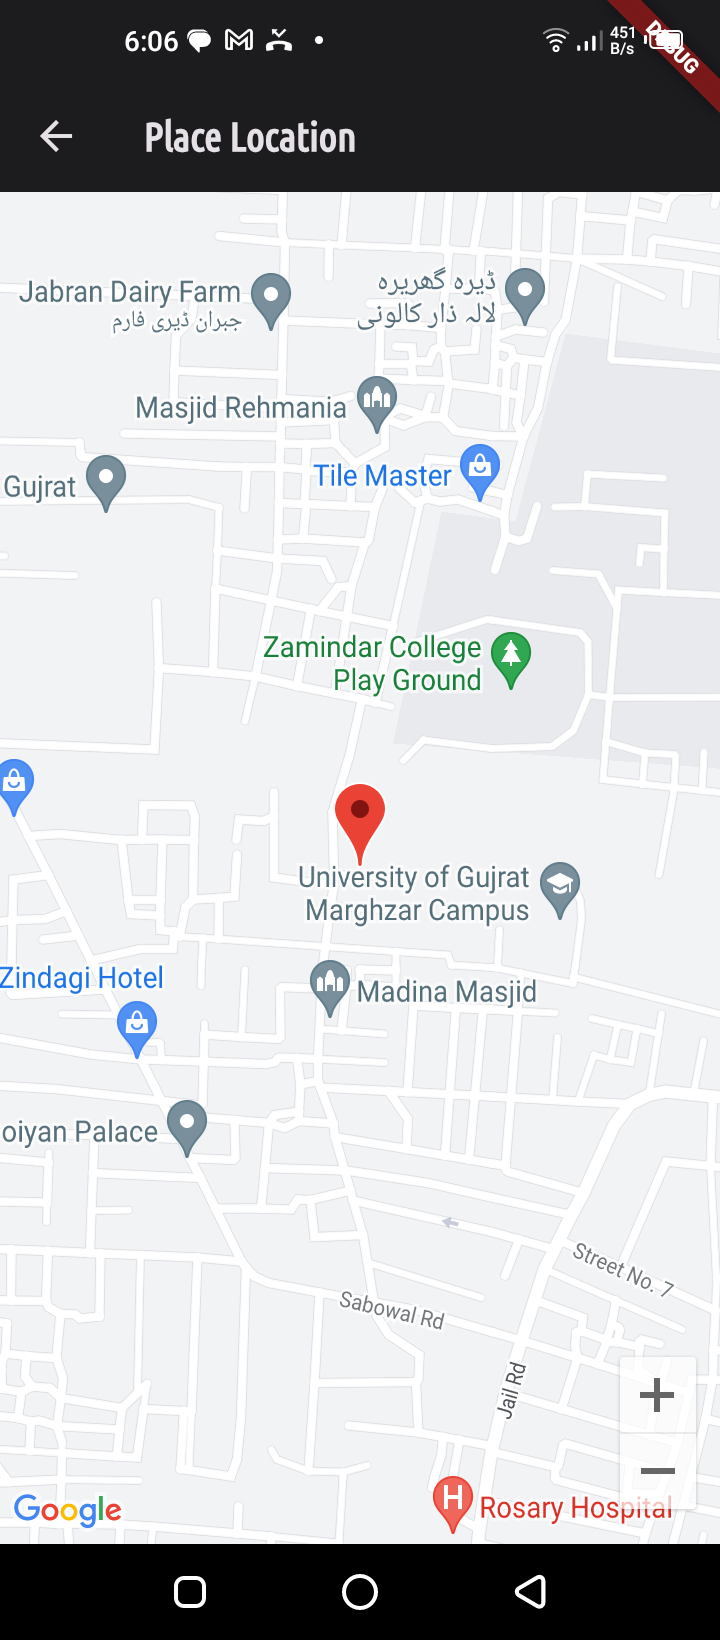 6:06
451
B/s
DEBUG
Place Location
Jabran Dairy Farm
جبران ڈیری فارم
ڈیرہ گھریرہ
لالہ ذار کالونی
Masjid Rehmania
Tile Master
Gujrat
Zamindar College
Play Ground
University of Gujrat
Marghzar Campus
Zindagi Hotel
Madina Masjid
oiyan Palace
Street No. 7
Sabowal Rd
Jail Rd
H
Rosary Hospital
Google